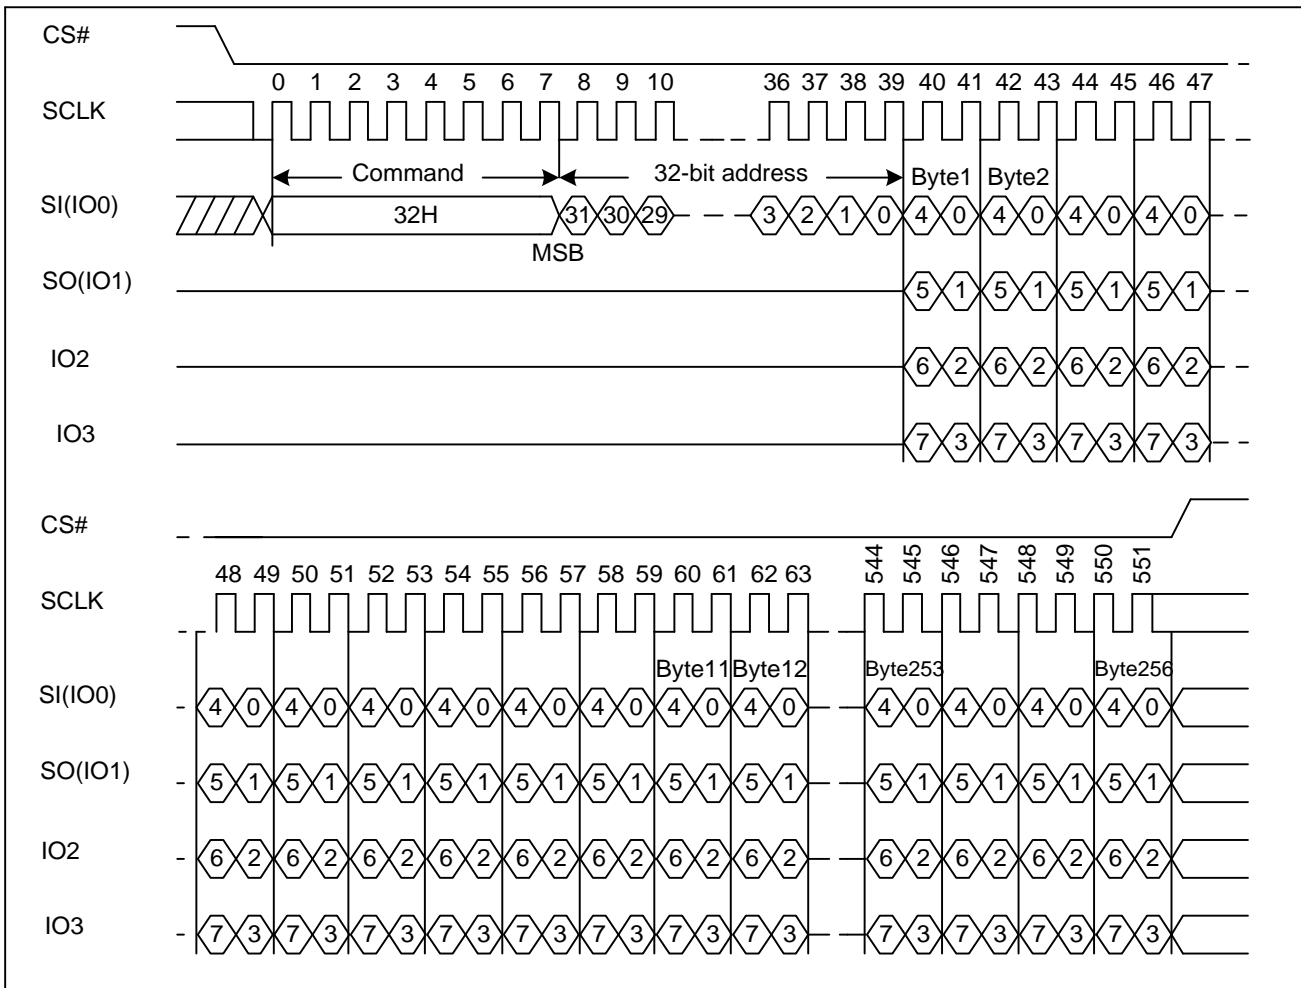 CS#
0 1 2 3 4 5 6 7 8 9 10 36 37 38 39 40 41 42 43 44 45 46 47
SCLK
Command 32-bit address Byte1 Byte2
SI(IO0) 32H 31 30 29 3 2 1 0 4 0 4 0 4 0 4 0
MSB
SO(IO1) 5 1 5 1 5 1 5 1
IO2 6 2 6 2 6 2 6 2
IO3 7 3 7 3 7 3 7 3
CS#
48 49 50 51 52 53 54 55 56 57 58 59 60 61 62 63 544 545 546 547 548 549 550 551
SCLK
Byte11 Byte12 Byte253 Byte256
SI(IO0) 4 0 4 0 4 0 4 0 4 0 4 0 4 0 4 0 4 0 4 0 4 0 4 0
SO(IO1) 5 1 5 1 5 1 5 1 5 1 5 1 5 1 5 1 5 1 5 1 5 1 5 1
IO2 6 2 6 2 6 2 6 2 6 2 6 2 6 2 6 2 6 2 6 2 6 2 6 2
IO3 7 3 7 3 7 3 7 3 7 3 7 3 7 3 7 3 7 3 7 3 7 3 7 3